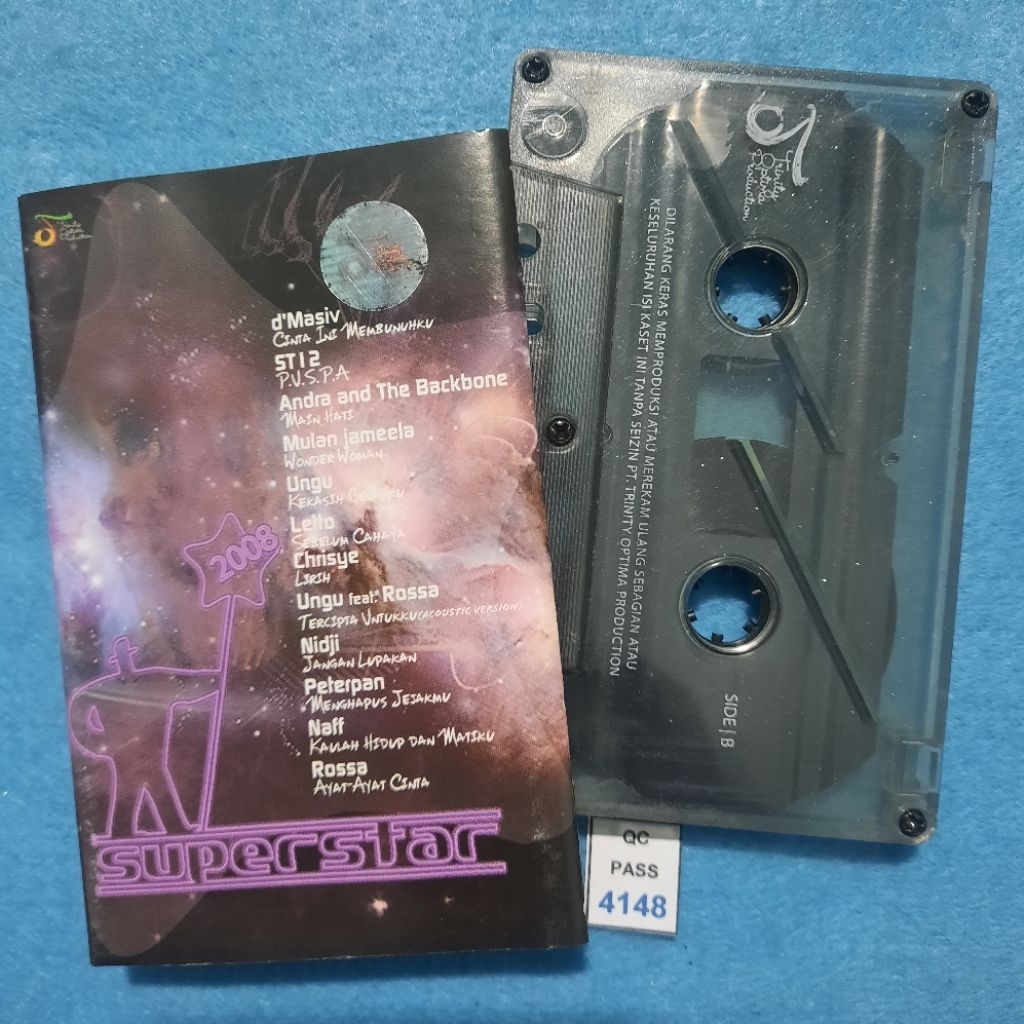 d'Masiv
Cinta Ini Membunuhku
ST12
P.U.S.P.A
Andra and The Backbone
Main Hati
Mulan jameela
Wonder Woman
Ungu
Kekasih Gelapku
Letto
Sebelum Cahaya
Chrisye
Lirih
Ungu feat. Rossa
Tercipta Untukku (acoustic version)
Nidji
Jangan Lupakan
Peterpan
Menghapus Jejakmu
Naff
Kaulah Hidup dan Matiku
Rossa
Ayat-Ayat Cinta
2008
superstar
Trinity
Optima
Production
DILARANG KERAS MEMPRODUKSI ATAU MEREKAM ULANG SEBAGIAN ATAU
KESELURUHAN ISI KASET INI TANPA SEIZIN PT. TRINITY OPTIMA PRODUCTION
SIDE | B
QC
PASS
4148